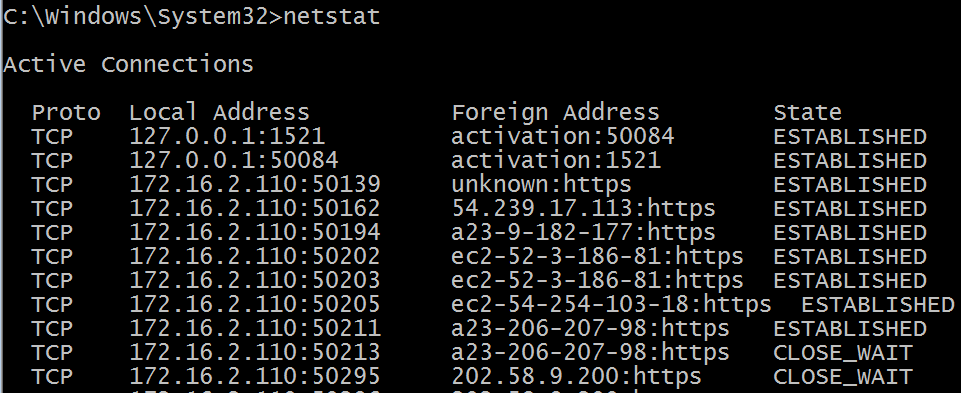 C:\Windows\System32>netstat
Active Connections
Proto Local Address Foreign Address State
TCP 127.0.0.1:1521 activation:50084 ESTABLISHED
TCP 127.0.0.1:50084 activation:1521 ESTABLISHED
TCP 172.16.2.110:50139 unknown:https ESTABLISHED
TCP 172.16.2.110:50162 54.239.17.113:https ESTABLISHED
TCP 172.16.2.110:50194 a23-9-182-177:https ESTABLISHED
TCP 172.16.2.110:50202 ec2-52-3-186-81:https ESTABLISHED
TCP 172.16.2.110:50203 ec2-52-3-186-81:https ESTABLISHED
TCP 172.16.2.110:50205 ec2-54-254-103-18:https ESTABLISHED
TCP 172.16.2.110:50211 a23-206-207-98:https ESTABLISHED
TCP 172.16.2.110:50213 a23-206-207-98:https CLOSE_WAIT
TCP 172.16.2.110:50295 202.58.9.200:https CLOSE_WAIT